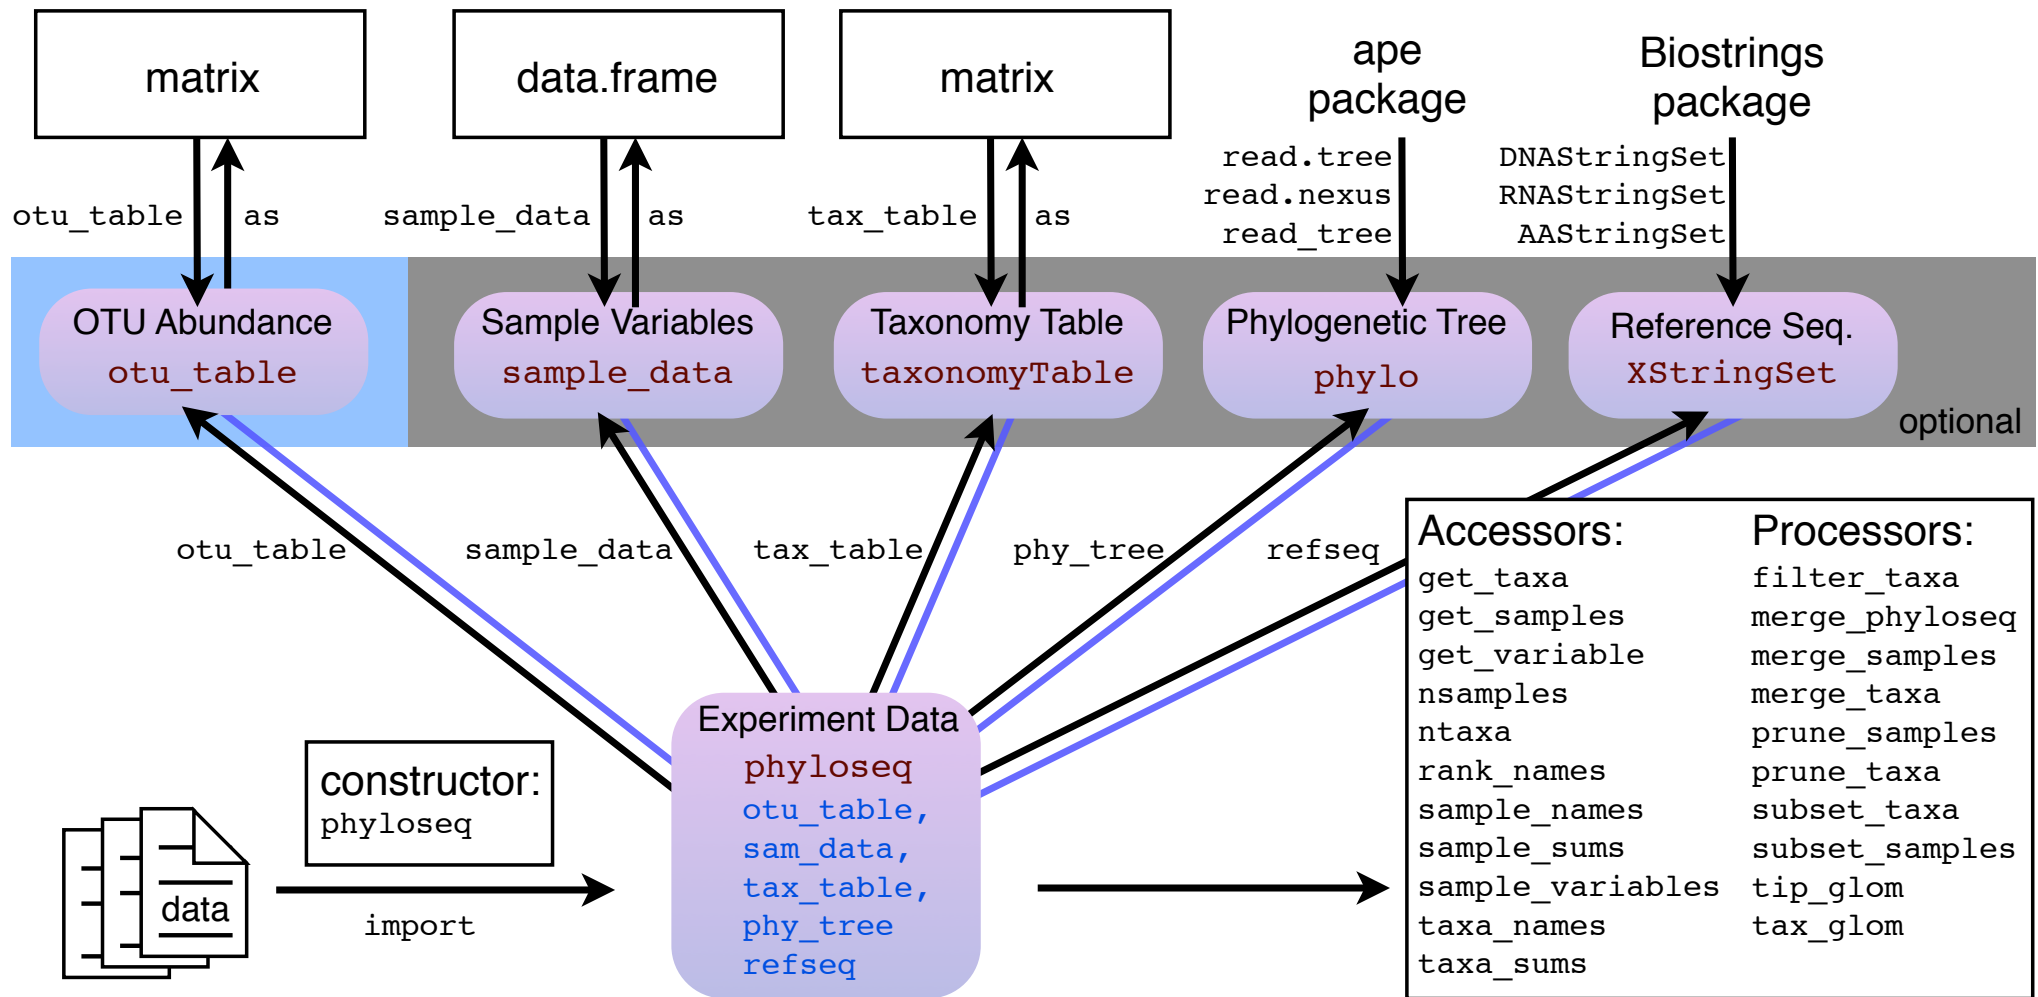 matrix
data.frame
matrix
ape
package
Biostrings
package
otu_table
as
sample_data
as
tax_table
as
read.tree
read.nexus
read_tree
DNAStringSet
RNAStringSet
AAStringSet
OTU Abundance
otu_table
Sample Variables
sample_data
Taxonomy Table
taxonomyTable
Phylogenetic Tree
phylo
Reference Seq.
XStringSet
optional
otu_table
sample_data
tax_table
phy_tree
refseq
data
constructor:
phyloseq
import
Experiment Data
phyloseq
otu_table,
sam_data,
tax_table,
phy_tree
refseq
Accessors:
get_taxa
get_samples
get_variable
nsamples
ntaxa
rank_names
sample_names
sample_sums
sample_variables
taxa_names
taxa_sums
Processors:
filter_taxa
merge_phyloseq
merge_samples
merge_taxa
prune_samples
prune_taxa
subset_taxa
subset_samples
tip_glom
tax_glom